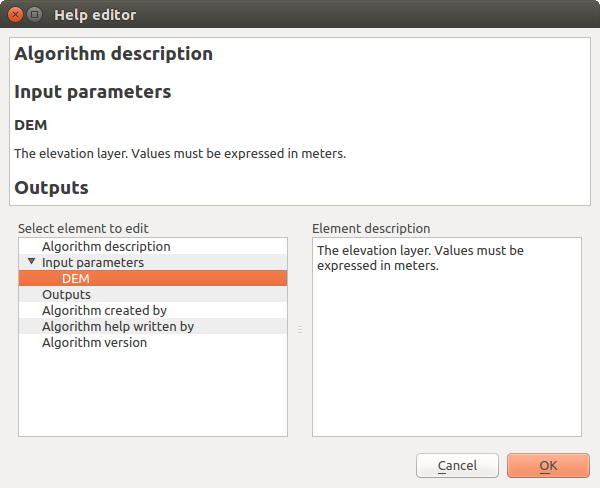 Help editor
Algorithm description
Input parameters
DEM
The elevation layer. Values must be expressed in meters.
Outputs
Select element to edit
Algorithm description
Input parameters
DEM
Outputs
Algorithm created by
Algorithm help written by
Algorithm version
Element description
The elevation layer. Values must be
expressed in meters.
Cancel
OK